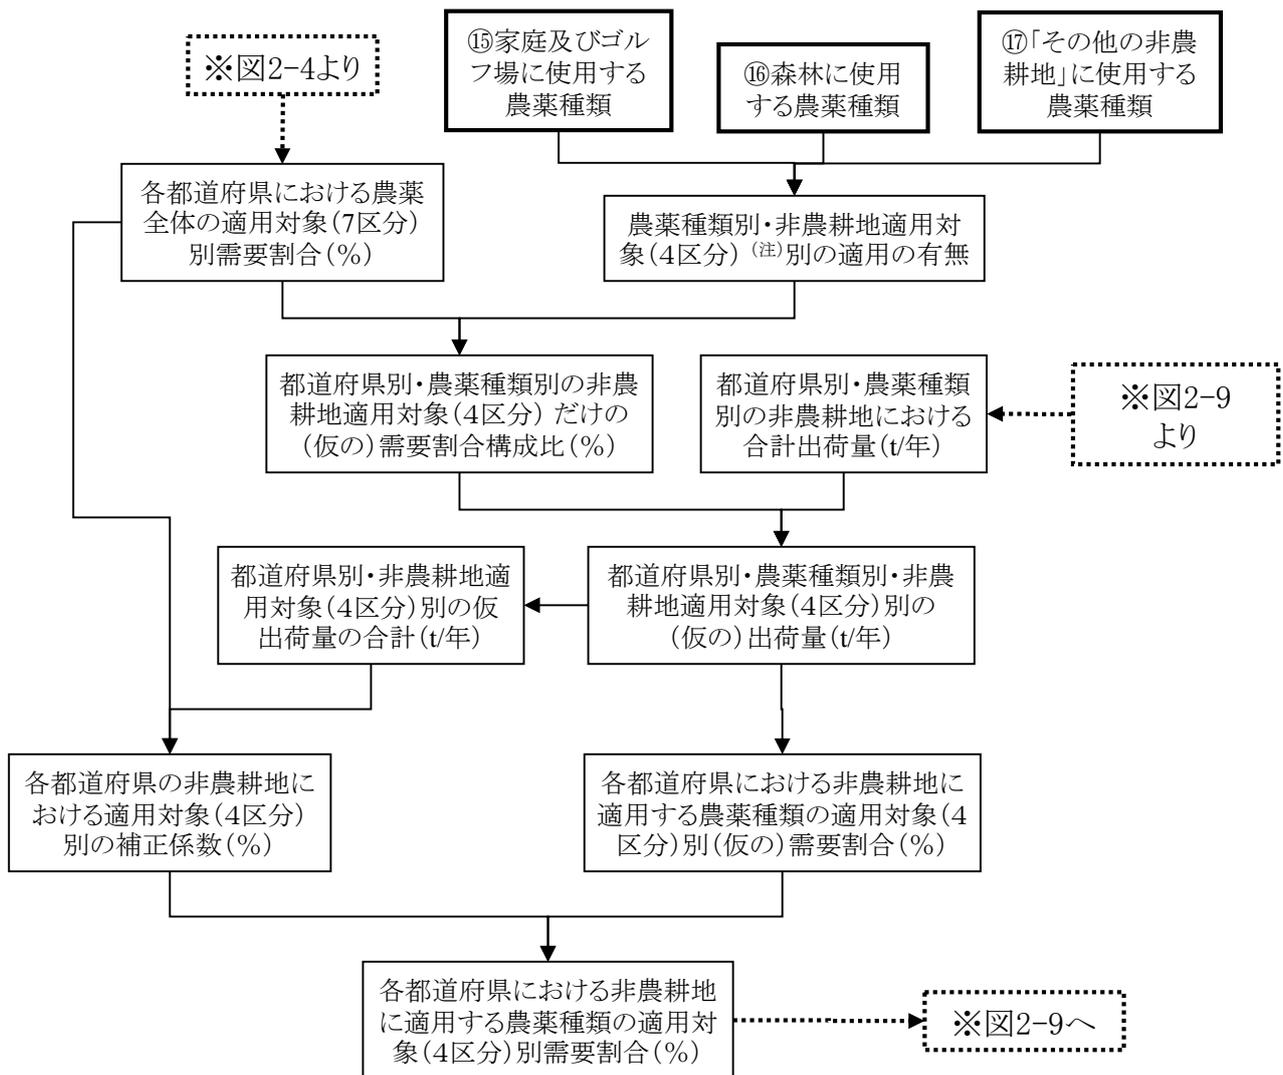 ※図2-4より
⑮家庭及びゴル
フ場に使用する
農薬種類
⑯森林に使用
する農薬種類
⑰「その他の非農
耕地」に使用する
農薬種類
各都道府県における農薬
全体の適用対象(7区分)
別需要割合(%)
農薬種類別・非農耕地適用対
象(4区分)(注)別の適用の有無
都道府県別・農薬種類別の非農
耕地適用対象(4区分)だけの
(仮の)需要割合構成比(%)
都道府県別・農薬種類
別の非農耕地における
合計出荷量(t/年)
※図2-9
より
都道府県別・非農耕地適
用対象(4区分)別の仮
出荷量の合計(t/年)
都道府県別・農薬種類別・非農
耕地適用対象(4区分)別の
(仮の)出荷量(t/年)
各都道府県の非農耕地に
おける適用対象(4区分)
別の補正係数(%)
各都道府県における非農耕地に
適用する農薬種類の適用対象(4
区分)別(仮の)需要割合(%)
各都道府県における非農耕地
に適用する農薬種類の適用対
象(4区分)別需要割合(%)
※図2-9へ